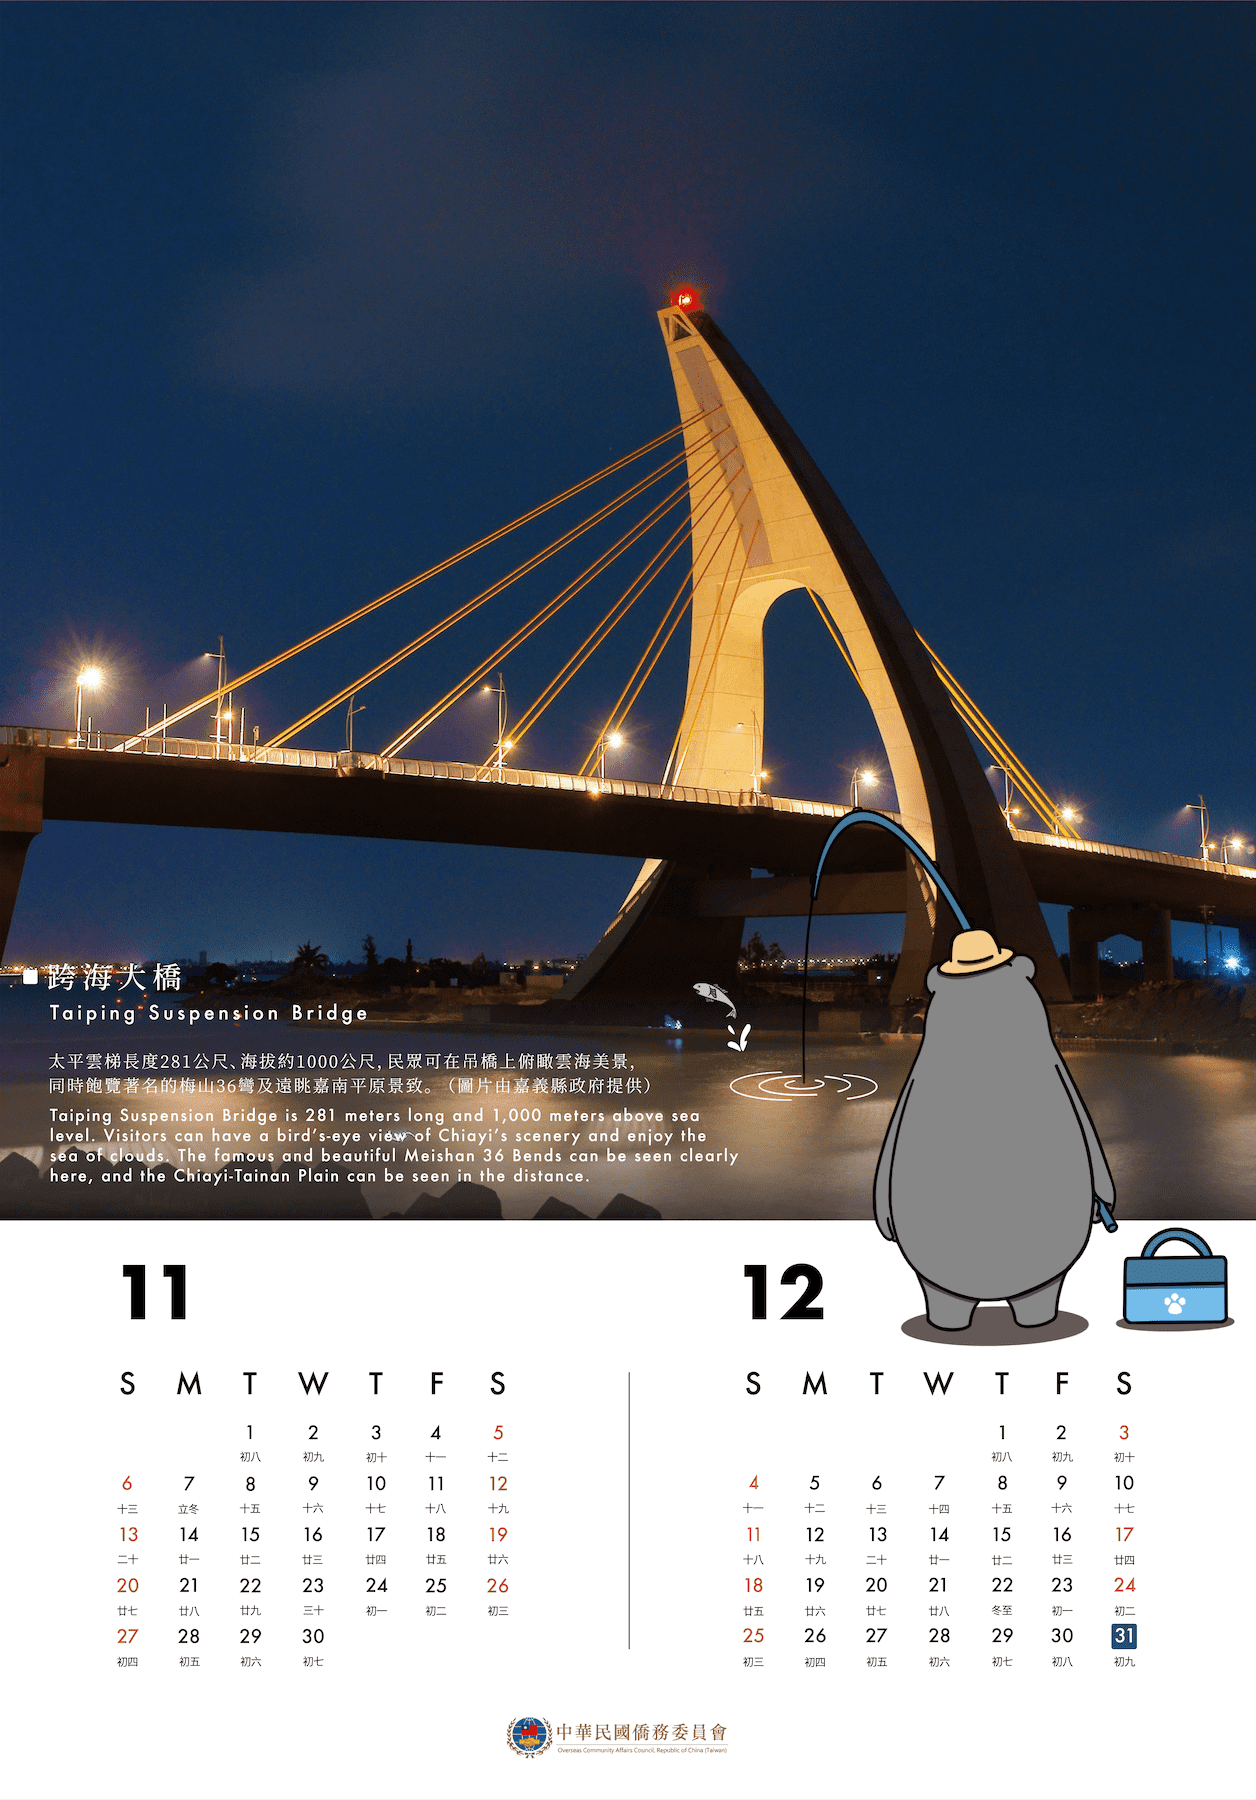 跨海大橋
Taiping Suspension Bridge
太平雲梯長度281公尺、海拔約1000公尺,民眾可在吊橋上俯瞰雲海美景,
同時飽覽著名的梅山36彎及遠眺嘉南平原景致。（圖片由嘉義縣政府提供）
Taiping Suspension Bridge is 281 meters long and 1,000 meters above sea
level. Visitors can have a bird's-eye view of Chiayi's scenery and enjoy the
sea of clouds. The famous and beautiful Meishan 36 Bends can be seen clearly
here, and the Chiayi-Tainan Plain can be seen in the distance.
11
S M T W T F S
1 2 3 4 5
初八 初九 初十 十一 十二
6 7 8 9 10 11 12
十三 立冬 十五 十六 十七 十八 十九
13 14 15 16 17 18 19
二十 廿一 廿二 廿三 廿四 廿五 廿六
20 21 22 23 24 25 26
廿七 廿八 廿九 三十 初一 初二 初三
27 28 29 30
初四 初五 初六 初七
12
S M T W T F S
1 2 3
初八 初九 初十
4 5 6 7 8 9 10
十一 十二 十三 十四 十五 十六 十七
11 12 13 14 15 16 17
十八 十九 二十 廿一 廿二 廿三 廿四
18 19 20 21 22 23 24
廿五 廿六 廿七 廿八 冬至 初一 初二
25 26 27 28 29 30 31
初三 初四 初五 初六 初七 初八 初九
中華民國僑務委員會
Overseas Community Affairs Council, Republic of China (Taiwan)